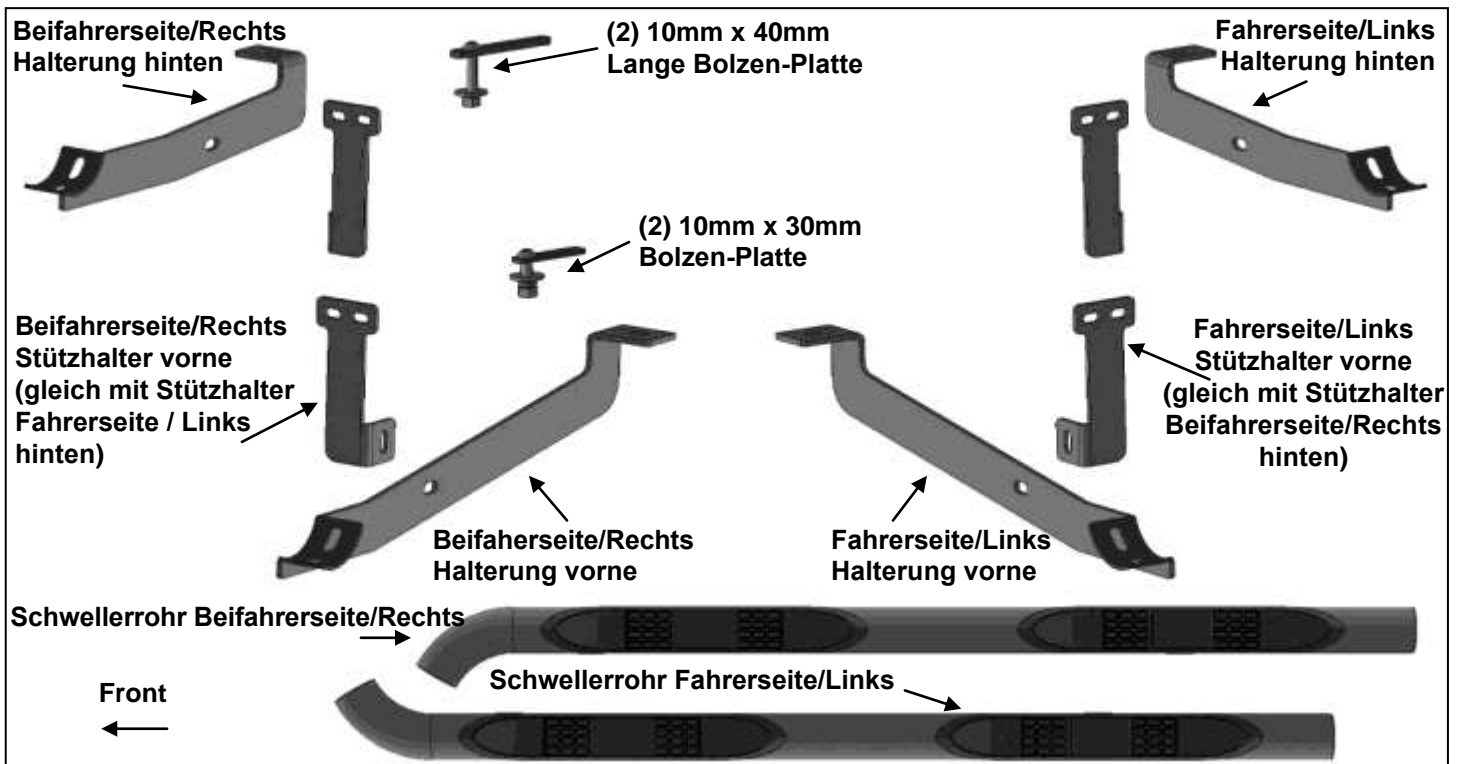 Beifahrerseite/Rechts
Halterung hinten
(2) 10mm x 40mm
Lange Bolzen-Platte
Fahrerseite/Links
Halterung hinten
(2) 10mm x 30mm
Bolzen-Platte
Beifahrerseite/Rechts
Stützhalter vorne
(gleich mit Stützhalter
Fahrerseite / Links
hinten)
Fahrerseite/Links
Stützhalter vorne
(gleich mit Stützhalter
Beifahrerseite/Rechts
hinten)
Beifaherseite/Rechts
Halterung vorne
Fahrerseite/Links
Halterung vorne
Schwellerrohr Beifahrerseite/Rechts
Schwellerrohr Fahrerseite/Links
Front